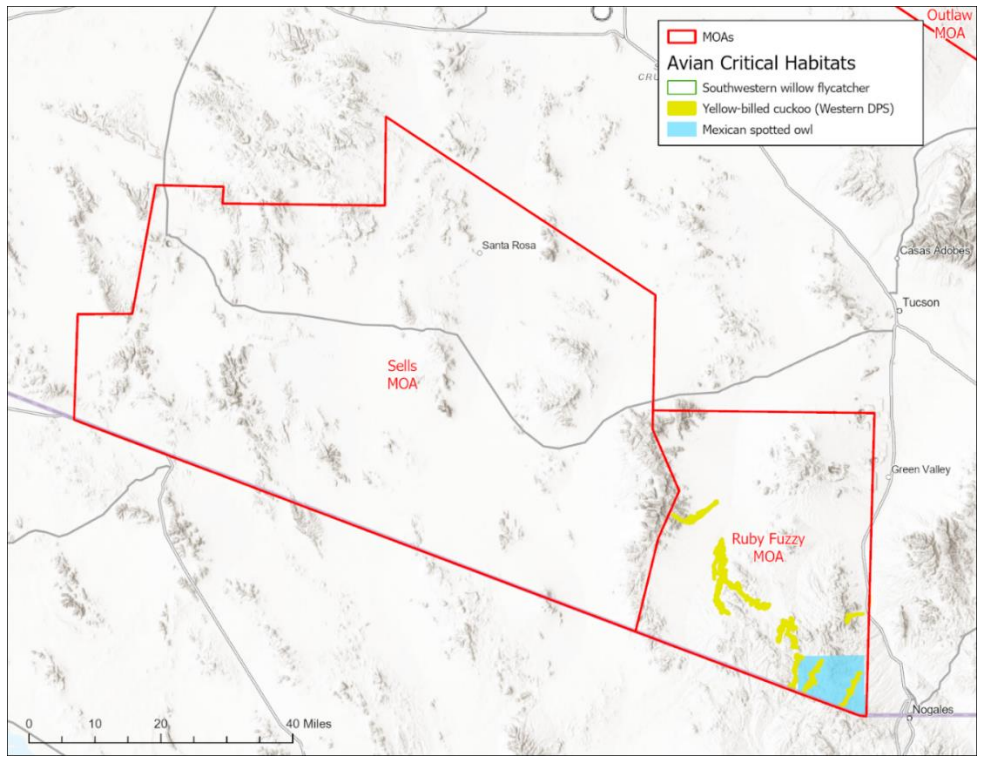 Outlaw
MOA
MOAs
Avian Critical Habitats
Southwestern willow flycatcher
Yellow-billed cuckoo (Western DPS)
Mexican spotted owl
CRU
Santa Rosa
Casas Adobes
Tucson
Sells
MOA
Green Valley
Ruby Fuzzy
MOA
Nogales
0 10 20 40 Miles